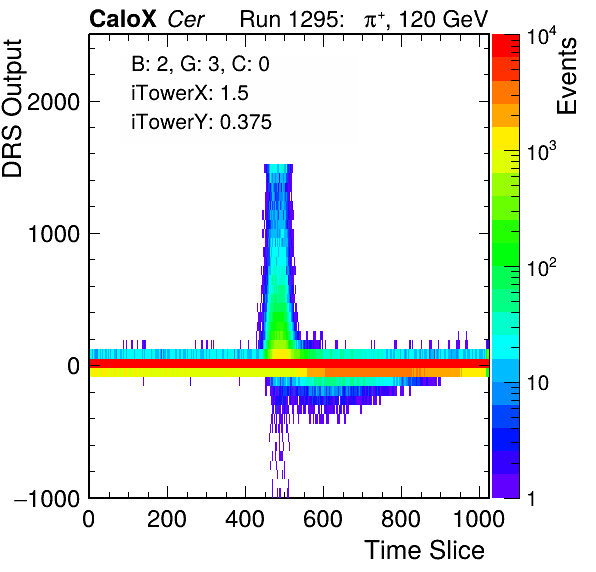 CaloX Cer Run 1295: π⁺, 120 GeV
B: 2, G: 3, C: 0
iTowerX: 1.5
iTowerY: 0.375
DRS Output
2000
1000
0
−1000
0 200 400 600 800 1000
Time Slice
Events
10⁴
10³
10²
10
1